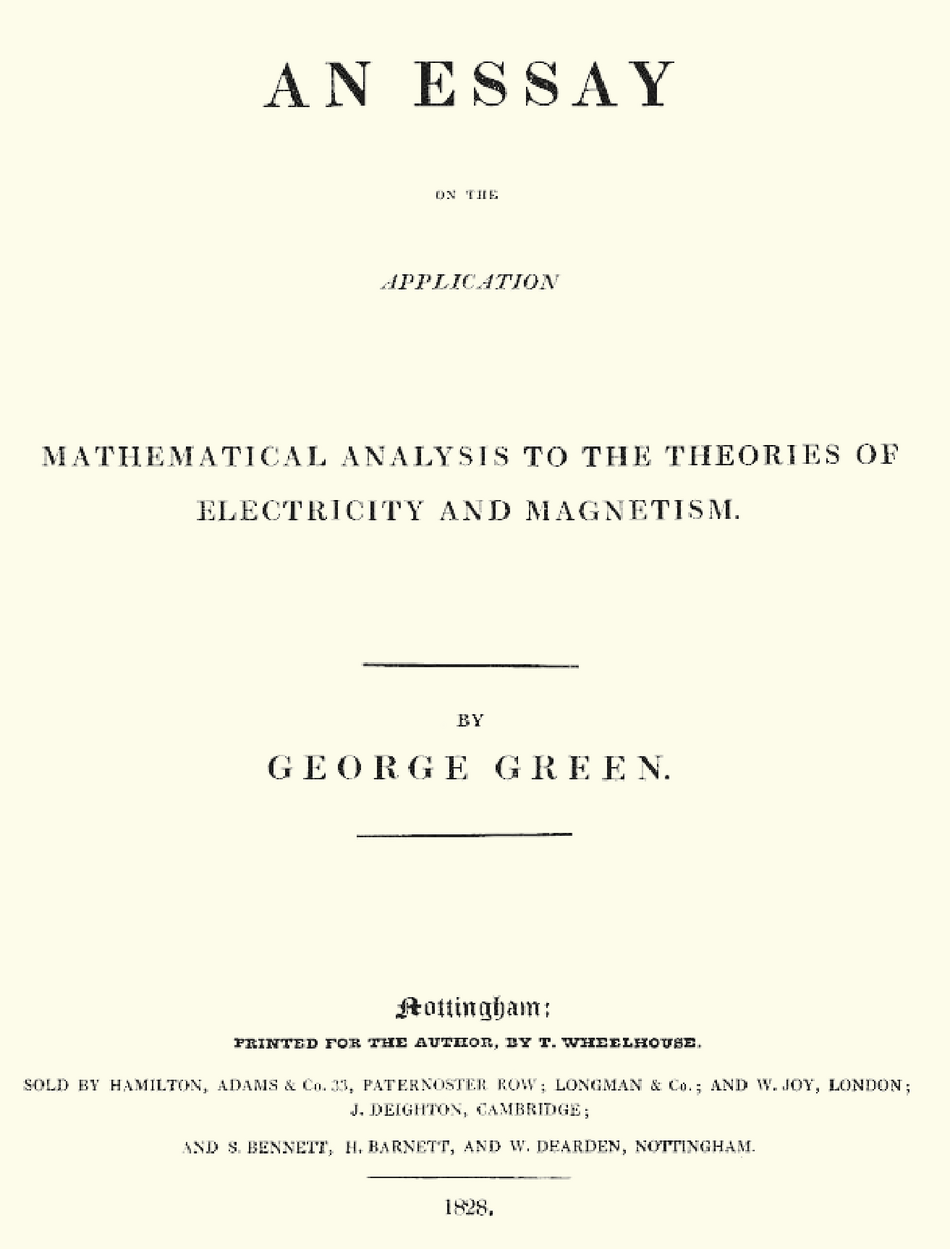 AN ESSAY
ON THE
APPLICATION
MATHEMATICAL ANALYSIS TO THE THEORIES OF
ELECTRICITY AND MAGNETISM.
BY
GEORGE GREEN.
Nottingham:
PRINTED FOR THE AUTHOR, BY T. WHEELHOUSE.
SOLD BY HAMILTON, ADAMS & Co. 33, PATERNOSTER ROW; LONGMAN & Co.; AND W. JOY, LONDON;
J. DEIGHTON, CAMBRIDGE;
AND S. BENNETT, H. BARNETT, AND W. DEARDEN, NOTTINGHAM.
1828.